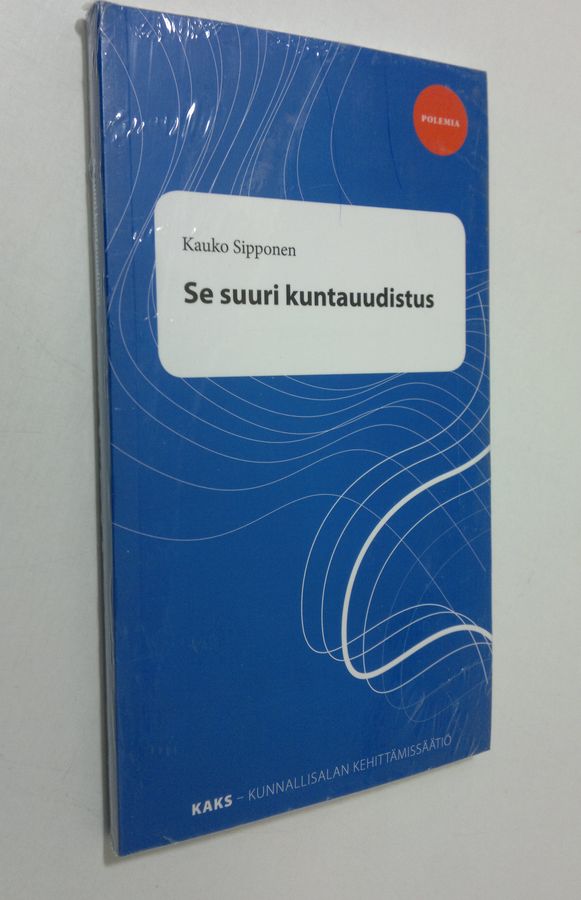 POLEMIA
Kauko Sipponen
Se suuri kuntauudistus
KAKS – KUNNALLISALAN KEHITTÄMISSÄÄTIÖ